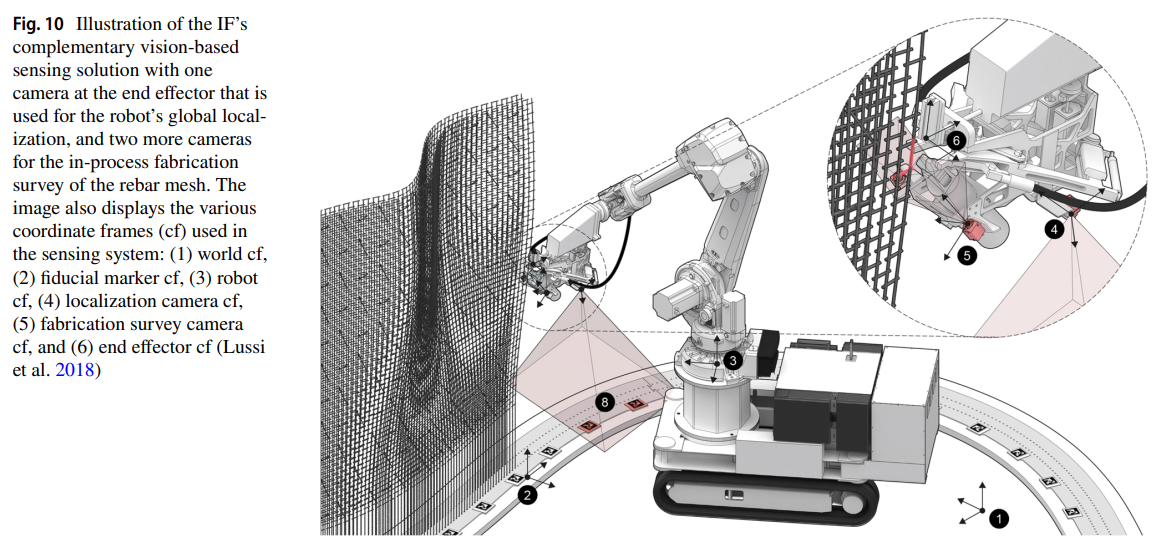 Fig. 10 Illustration of the IF’s
complementary vision-based
sensing solution with one
camera at the end effector that is
used for the robot’s global local-
ization, and two more cameras
for the in-process fabrication
survey of the rebar mesh. The
image also displays the various
coordinate frames (cf) used in
the sensing system: (1) world cf,
(2) fiducial marker cf, (3) robot
cf, (4) localization camera cf,
(5) fabrication survey camera
cf, and (6) end effector cf (Lussi
et al. 2018)
6
4
5
3
8
2
1